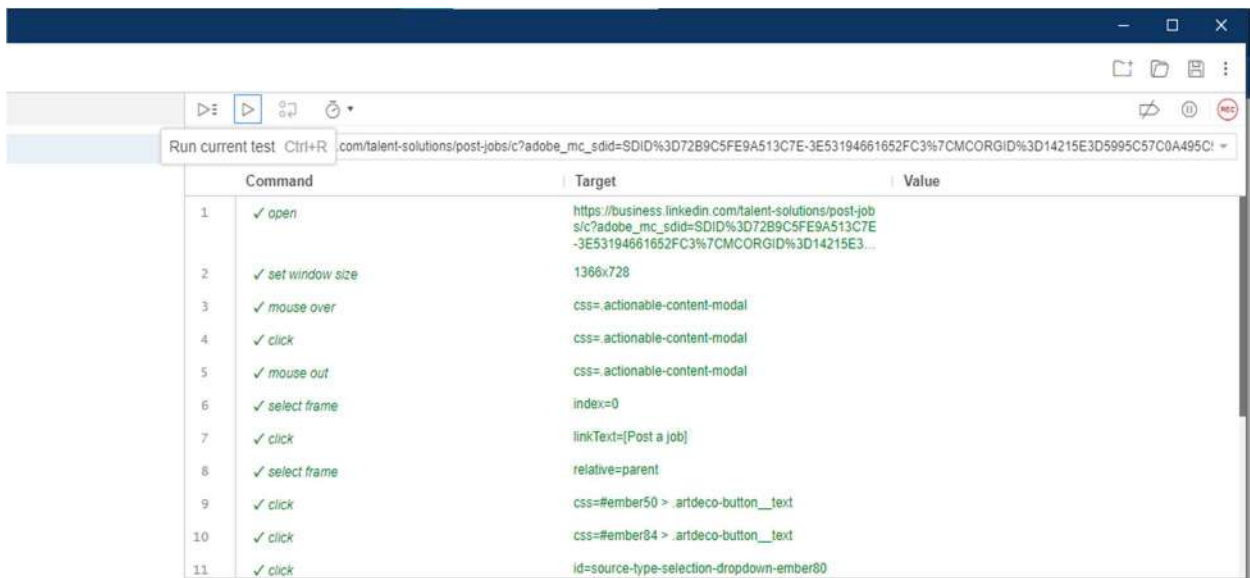 REC
Run current test Ctrl+R .com/talent-solutions/post-jobs/c?adobe_mc_sdid=SDID%3D72B9C5FE9A513C7E-3E53194661652FC3%7CMCORGID%3D14215E3D5995C57C0A495C
Command Target Value
1 ✓ open https://business.linkedin.com/talent-solutions/post-job
s/c?adobe_mc_sdid=SDID%3D72B9C5FE9A513C7E
-3E53194661652FC3%7CMCORGID%3D14215E3...
2 ✓ set window size 1366x728
3 ✓ mouse over css=.actionable-content-modal
4 ✓ click css=.actionable-content-modal
5 ✓ mouse out css=.actionable-content-modal
6 ✓ select frame index=0
7 ✓ click linkText=[Post a job]
8 ✓ select frame relative=parent
9 ✓ click css=#ember50 > .artdeco-button__text
10 ✓ click css=#ember84 > .artdeco-button__text
11 ✓ click id=source-type-selection-dropdown-ember80